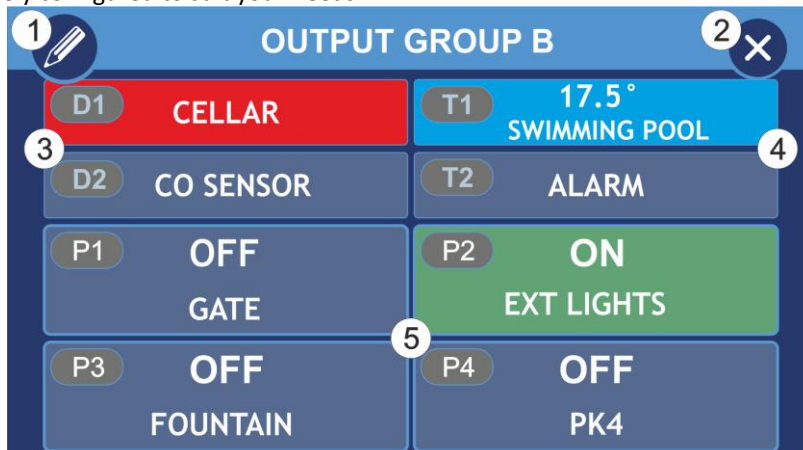 1
OUTPUT GROUP B
2
D1
CELLAR
T1
17.5°
SWIMMING POOL
3
4
D2
CO SENSOR
T2
ALARM
P1
OFF
GATE
P2
ON
EXT LIGHTS
5
P3
OFF
FOUNTAIN
P4
OFF
PK4